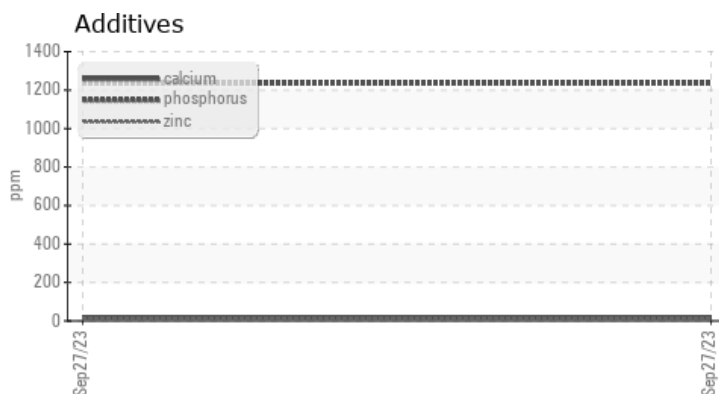 Additives
1400
1200
1000
800
600
400
200
0
ppm
calcium
phosphorus
zinc
Sep27/23
Sep27/23